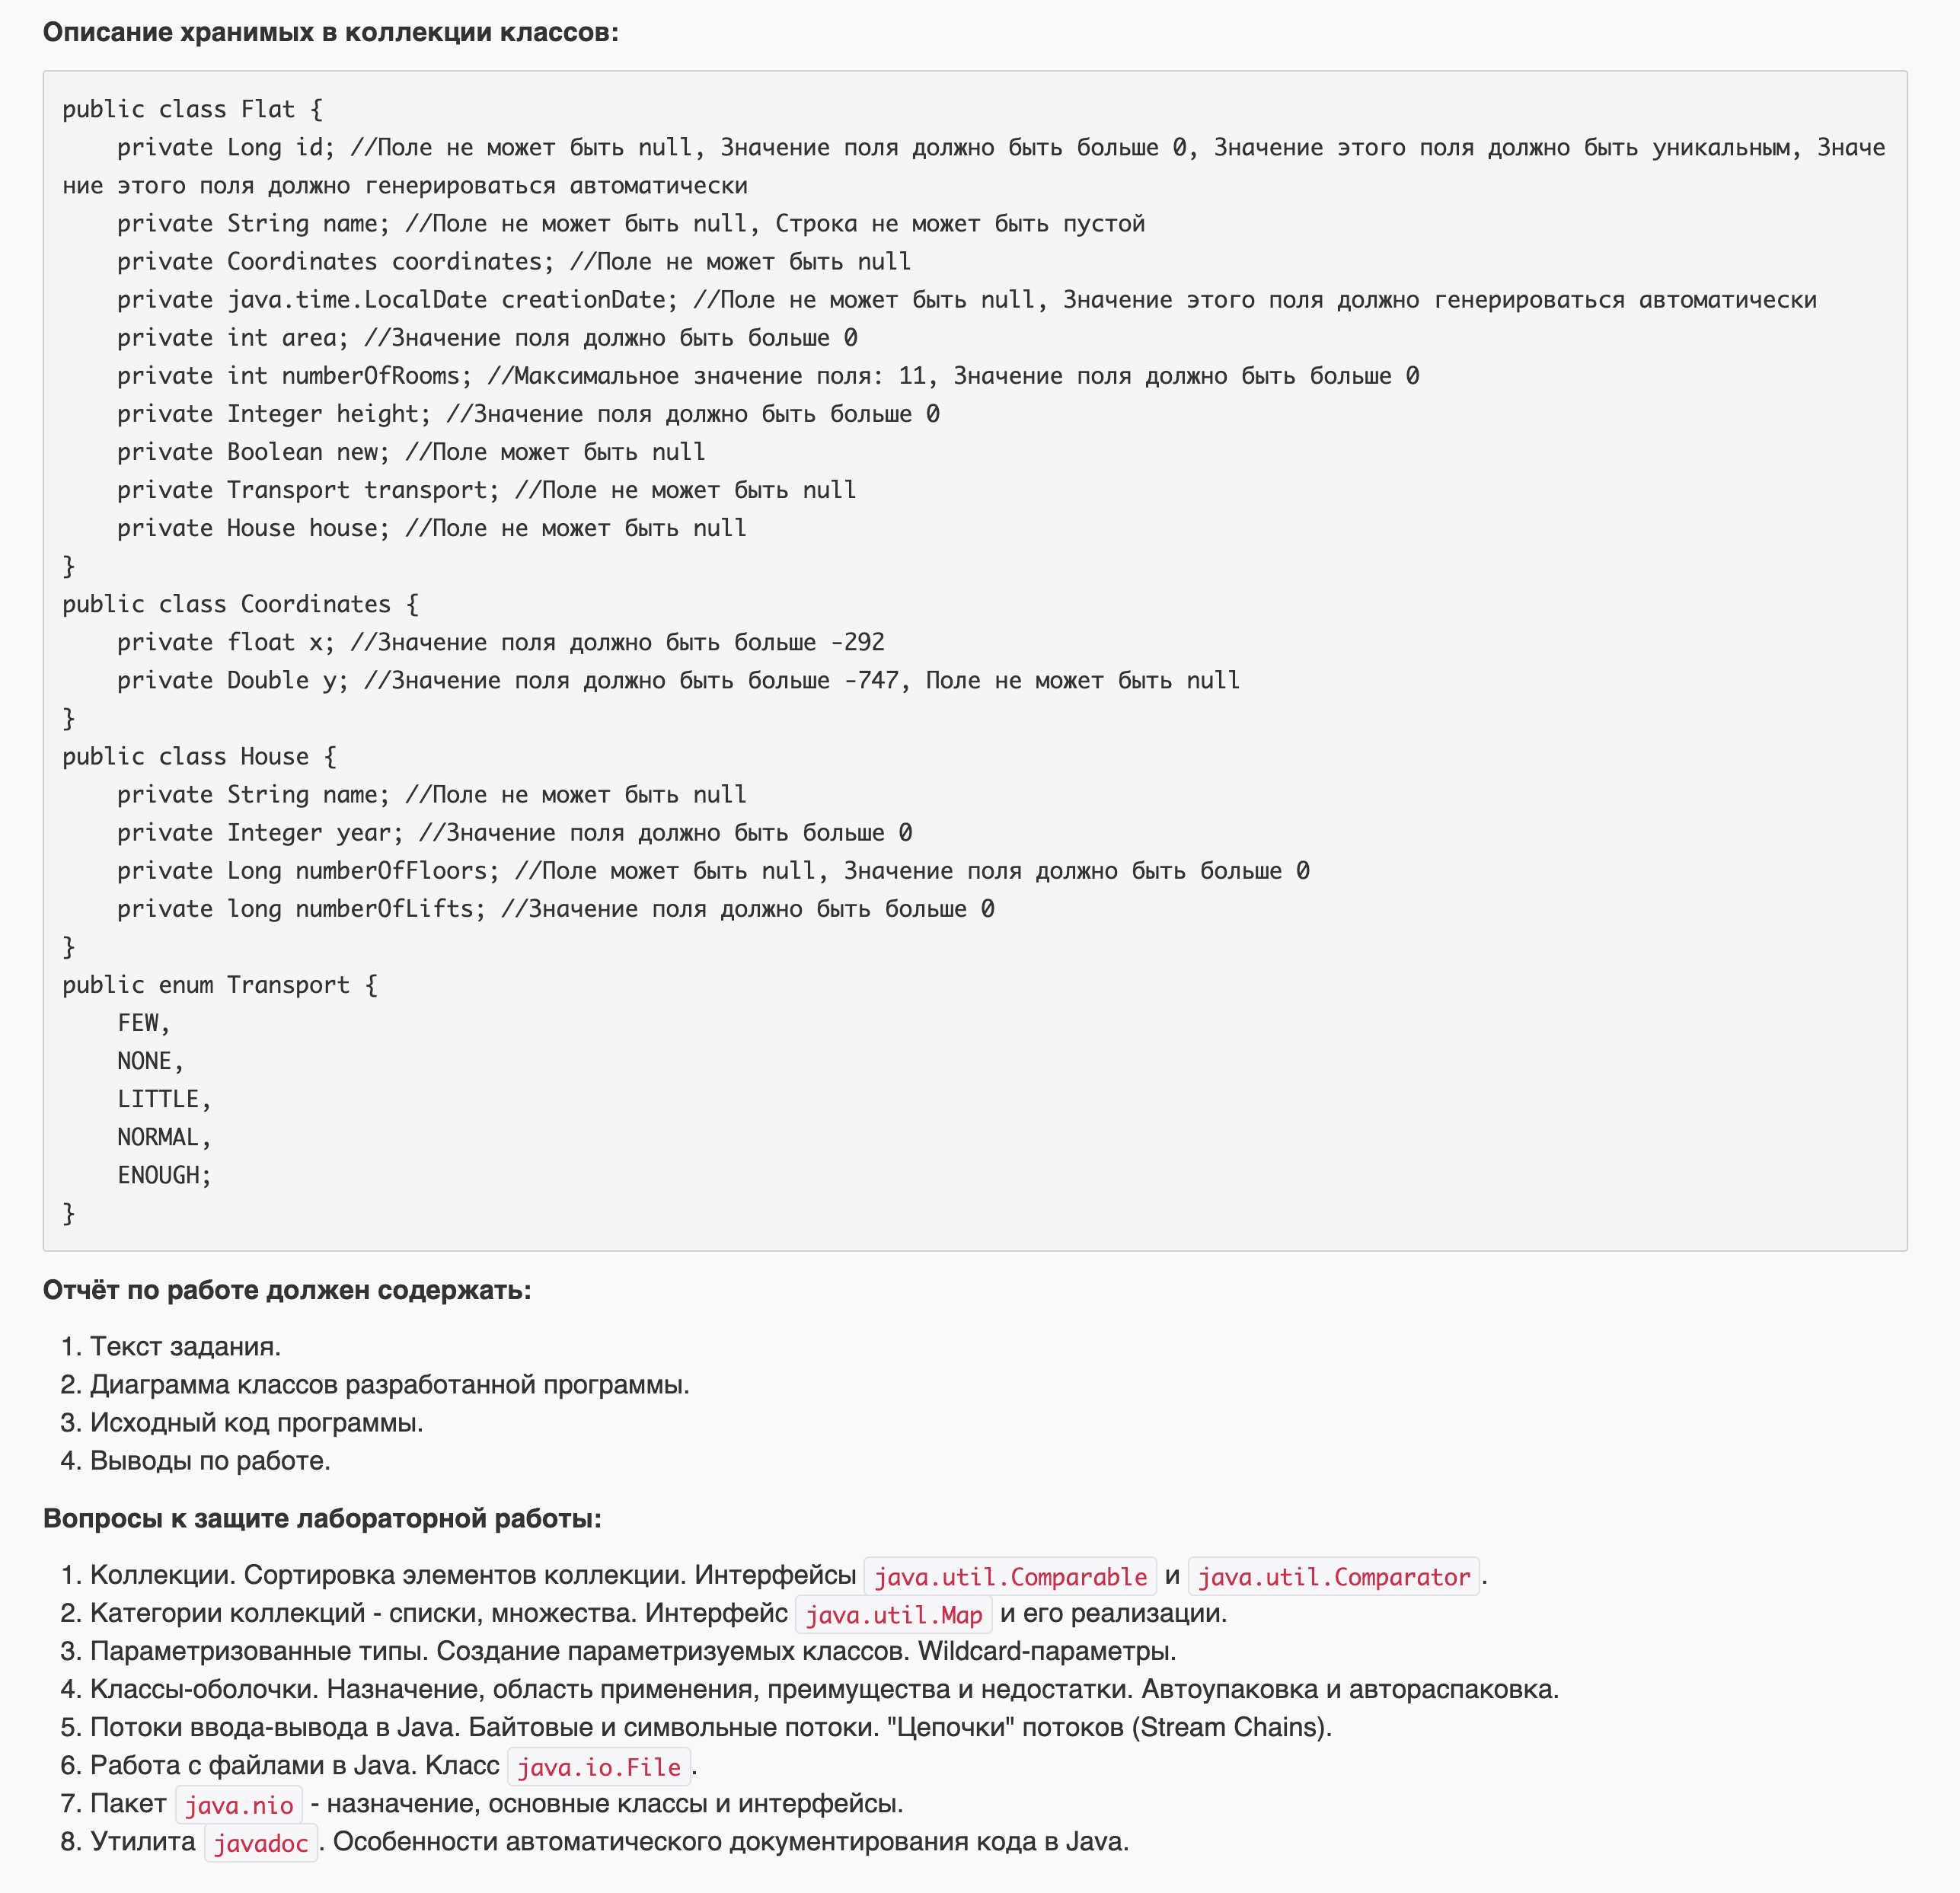 Описание хранимых в коллекции классов:
public class Flat {
    private Long id; //Поле не может быть null, Значение поля должно быть больше 0, Значение этого поля должно быть уникальным, Значе
ние этого поля должно генерироваться автоматически
    private String name; //Поле не может быть null, Строка не может быть пустой
    private Coordinates coordinates; //Поле не может быть null
    private java.time.LocalDate creationDate; //Поле не может быть null, Значение этого поля должно генерироваться автоматически
    private int area; //Значение поля должно быть больше 0
    private int numberOfRooms; //Максимальное значение поля: 11, Значение поля должно быть больше 0
    private Integer height; //Значение поля должно быть больше 0
    private Boolean new; //Поле может быть null
    private Transport transport; //Поле не может быть null
    private House house; //Поле не может быть null
}
public class Coordinates {
    private float x; //Значение поля должно быть больше -292
    private Double y; //Значение поля должно быть больше -747, Поле не может быть null
}
public class House {
    private String name; //Поле не может быть null
    private Integer year; //Значение поля должно быть больше 0
    private Long numberOfFloors; //Поле может быть null, Значение поля должно быть больше 0
    private long numberOfLifts; //Значение поля должно быть больше 0
}
public enum Transport {
    FEW,
    NONE,
    LITTLE,
    NORMAL,
    ENOUGH;
}
Отчёт по работе должен содержать:
1. Текст задания.
2. Диаграмма классов разработанной программы.
3. Исходный код программы.
4. Выводы по работе.
Вопросы к защите лабораторной работы:
1. Коллекции. Сортировка элементов коллекции. Интерфейсы java.util.Comparable и java.util.Comparator.
2. Категории коллекций - списки, множества. Интерфейс java.util.Map и его реализации.
3. Параметризованные типы. Создание параметризуемых классов. Wildcard-параметры.
4. Классы-оболочки. Назначение, область применения, преимущества и недостатки. Автоупаковка и автораспаковка.
5. Потоки ввода-вывода в Java. Байтовые и символьные потоки. "Цепочки" потоков (Stream Chains).
6. Работа с файлами в Java. Класс java.io.File.
7. Пакет java.nio - назначение, основные классы и интерфейсы.
8. Утилита javadoc. Особенности автоматического документирования кода в Java.